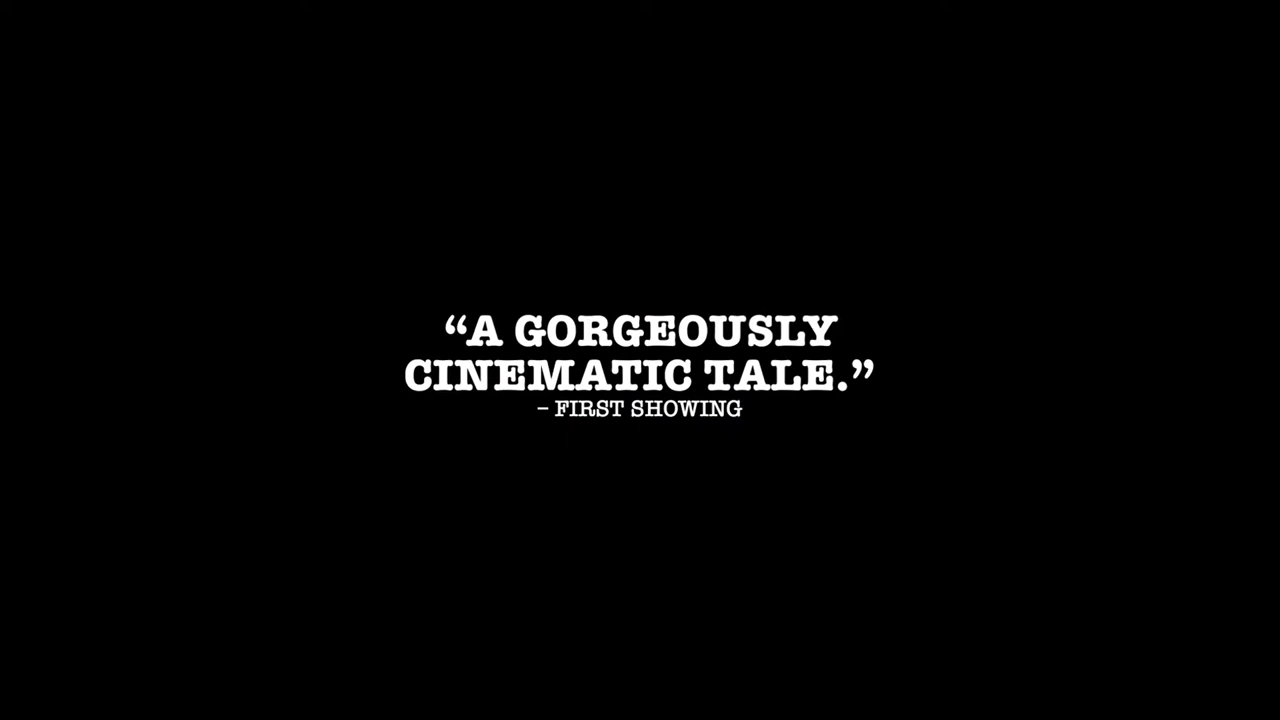 “A GORGEOUSLY
CINEMATIC TALE.”
– FIRST SHOWING